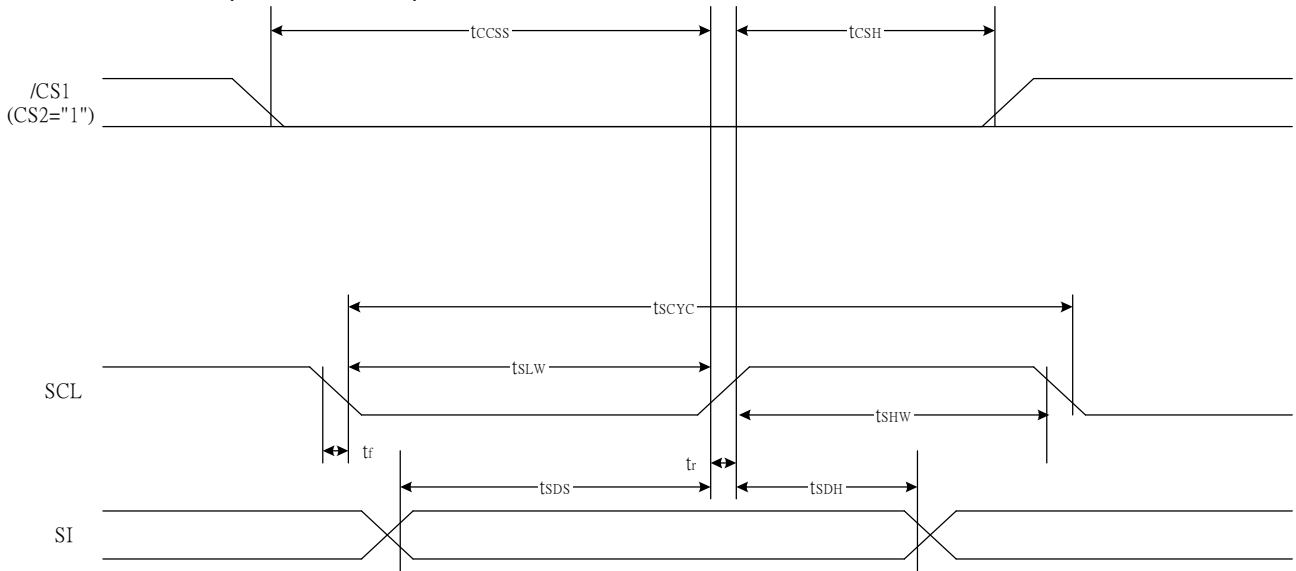 tCCSS
tCSH
/CS1
(CS2="1")
tSCYC
tSLW
SCL
tSHW
tf
tr
tSDS
tSDH
SI